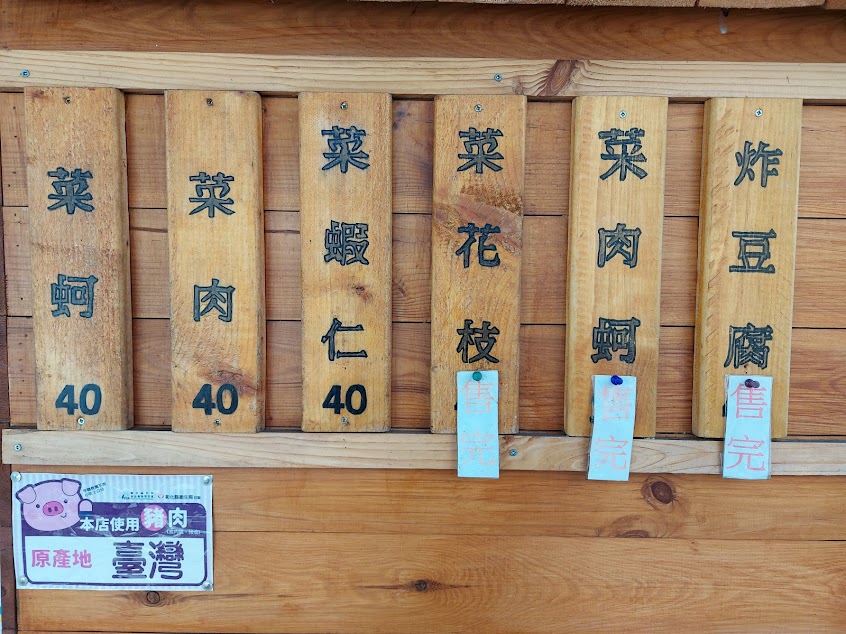 菜蚵
40
菜肉
40
菜蝦仁
40
菜花枝
售完
菜肉蚵
售完
炸豆腐
售完
本店使用豬肉
原產地 臺灣